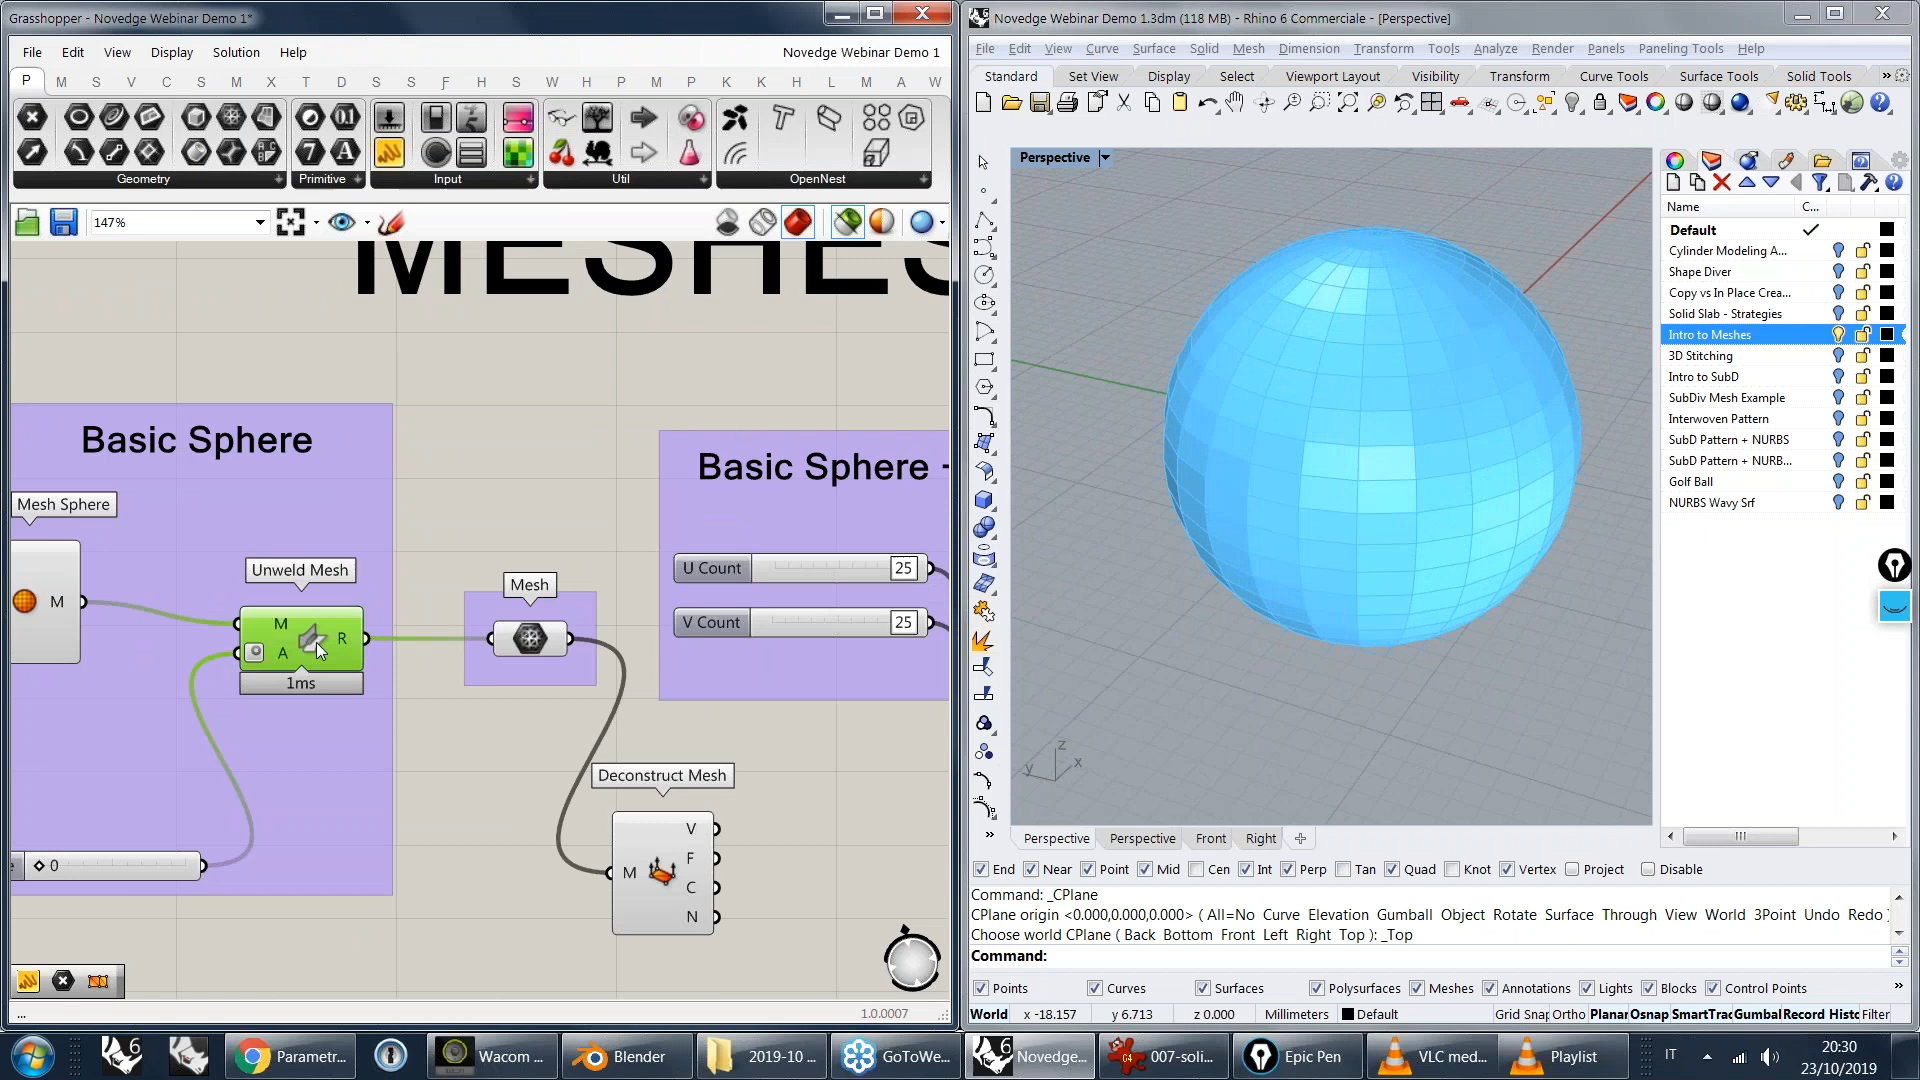 Grasshopper - Novedge Webinar Demo 1*
File Edit View Display Solution Help
Novedge Webinar Demo 1
P M S V C S M X T D S S F H S W H P M P K K H L M A W
Geometry
Primitive
Input
Util
OpenNest
147%
MESHES
Basic Sphere
Mesh Sphere
M
Unweld Mesh
M
A
R
1ms
0
Mesh
Basic Sphere -
U Count
25
V Count
25
Deconstruct Mesh
M
V
F
C
N
...
1.0.0007
Novedge Webinar Demo 1.3dm (118 MB) - Rhino 6 Commerciale - [Perspective]
File Edit View Curve Surface Solid Mesh Dimension Transform Tools Analyze Render Panels Paneling Tools Help
Standard Set View Display Select Viewport Layout Visibility Transform Curve Tools Surface Tools Solid Tools »
Perspective
z
y
x
Name C...
Default
Cylinder Modeling A...
Shape Diver
Copy vs In Place Crea...
Solid Slab - Strategies
Intro to Meshes
3D Stitching
Intro to SubD
SubDiv Mesh Example
Interwoven Pattern
SubD Pattern + NURBS
SubD Pattern + NURB...
Golf Ball
NURBS Wavy Srf
Perspective Perspective Front Right
End Near Point Mid Cen Int Perp Tan Quad Knot Vertex Project Disable
Command: _CPlane
CPlane origin <0.000,0.000,0.000> ( All=No Curve Elevation Gumball Object Rotate Surface Through View World 3Point Undo Redo )
Choose world CPlane ( Back Bottom Front Left Right Top ): _Top
Command:
Points Curves Surfaces Polysurfaces Meshes Annotations Lights Blocks Control Points »
World x -18.157 y 6.713 z 0.000 Millimeters Default Grid Snap Ortho Planar Osnap SmartTrac Gumbal Record Histo Filter
Parametr...
Wacom ...
Blender
2019-10 ...
GoToWe...
Novedge...
007-soli...
Epic Pen
VLC med...
Playlist
IT
20:30
23/10/2019